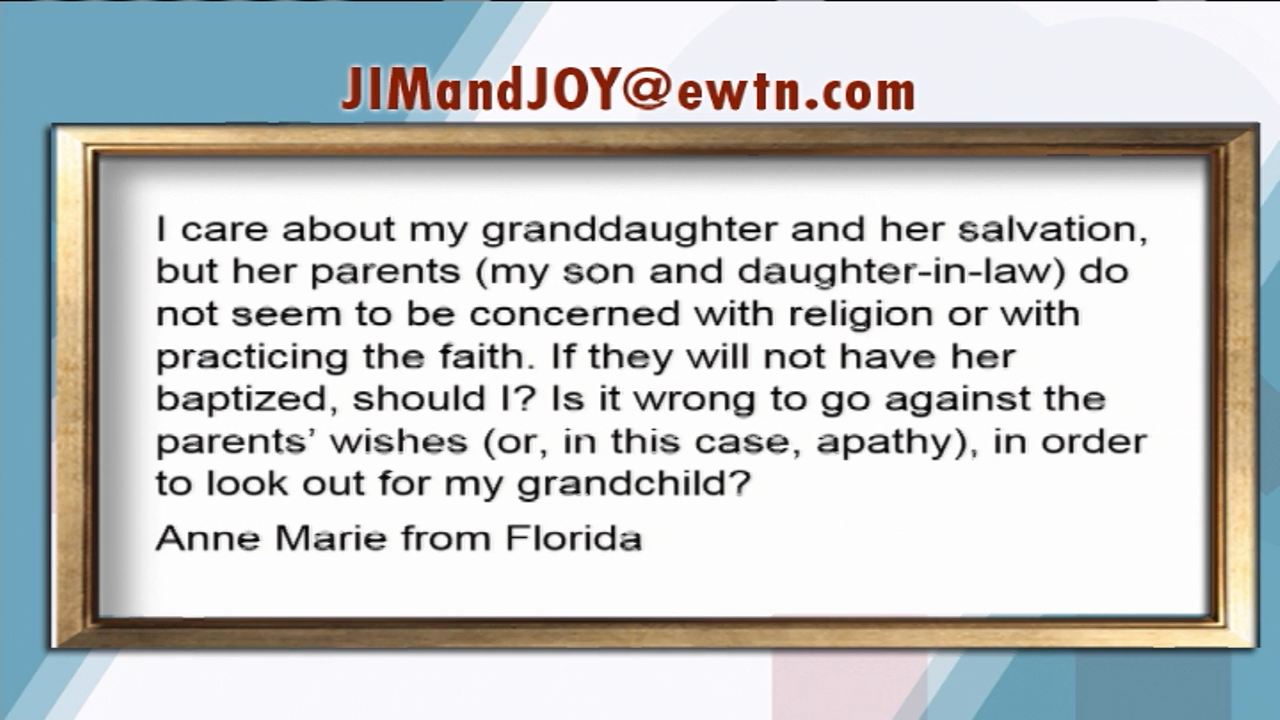 JIMandJOY@ewtn.com
I care about my granddaughter and her salvation,
but her parents (my son and daughter-in-law) do
not seem to be concerned with religion or with
practicing the faith. If they will not have her
baptized, should I? Is it wrong to go against the
parents’ wishes (or, in this case, apathy), in order
to look out for my grandchild?
Anne Marie from Florida